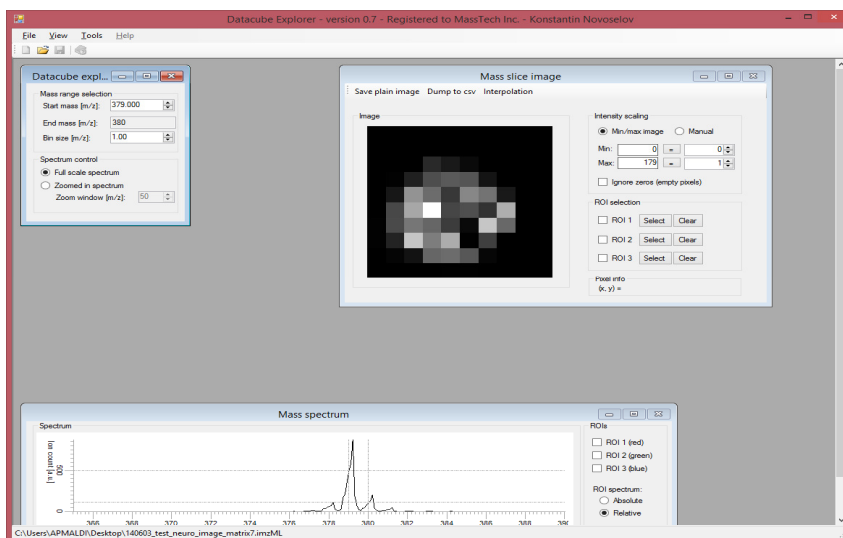 Datacube Explorer - version 0.7 - Registered to MassTech Inc. - Konstantin Novoselov
File View Tools Help
Datacube expl...
Mass range selection
Start mass [m/z]: 379.000
End mass [m/z]: 380
Bin size [m/z]: 1.00
Spectrum control
Full scale spectrum
Zoomed in spectrum
Zoom window [m/z]: 50
Mass slice image
Save plain image Dump to csv Interpolation
Image
Intensity scaling
Min/max image Manual
Min: 0 = 0
Max: 179 = 1
Ignore zeros (empty pixels)
ROI selection
ROI 1 Select Clear
ROI 2 Select Clear
ROI 3 Select Clear
Pixel info
(x, y) =
Mass spectrum
Spectrum
Ion count [a.u.]
500
0
366 368 370 372 374 376 378 380 382 384 386 388 390
ROIs
ROI 1 (red)
ROI 2 (green)
ROI 3 (blue)
ROI spectrum:
Absolute
Relative
C:\Users\APMALDI\Desktop\140603_test_neuro_image_matrix7.imzML